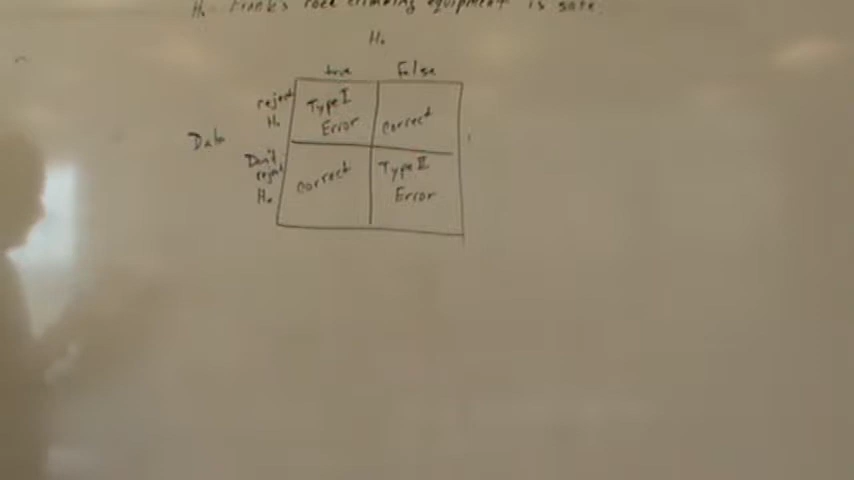 H₀ Frank's rock climbing equipment is safe.
H₀
true False
reject
H₀
Type I
Error
Correct
Data
Don't
reject
H₀
Correct
Type II
Error